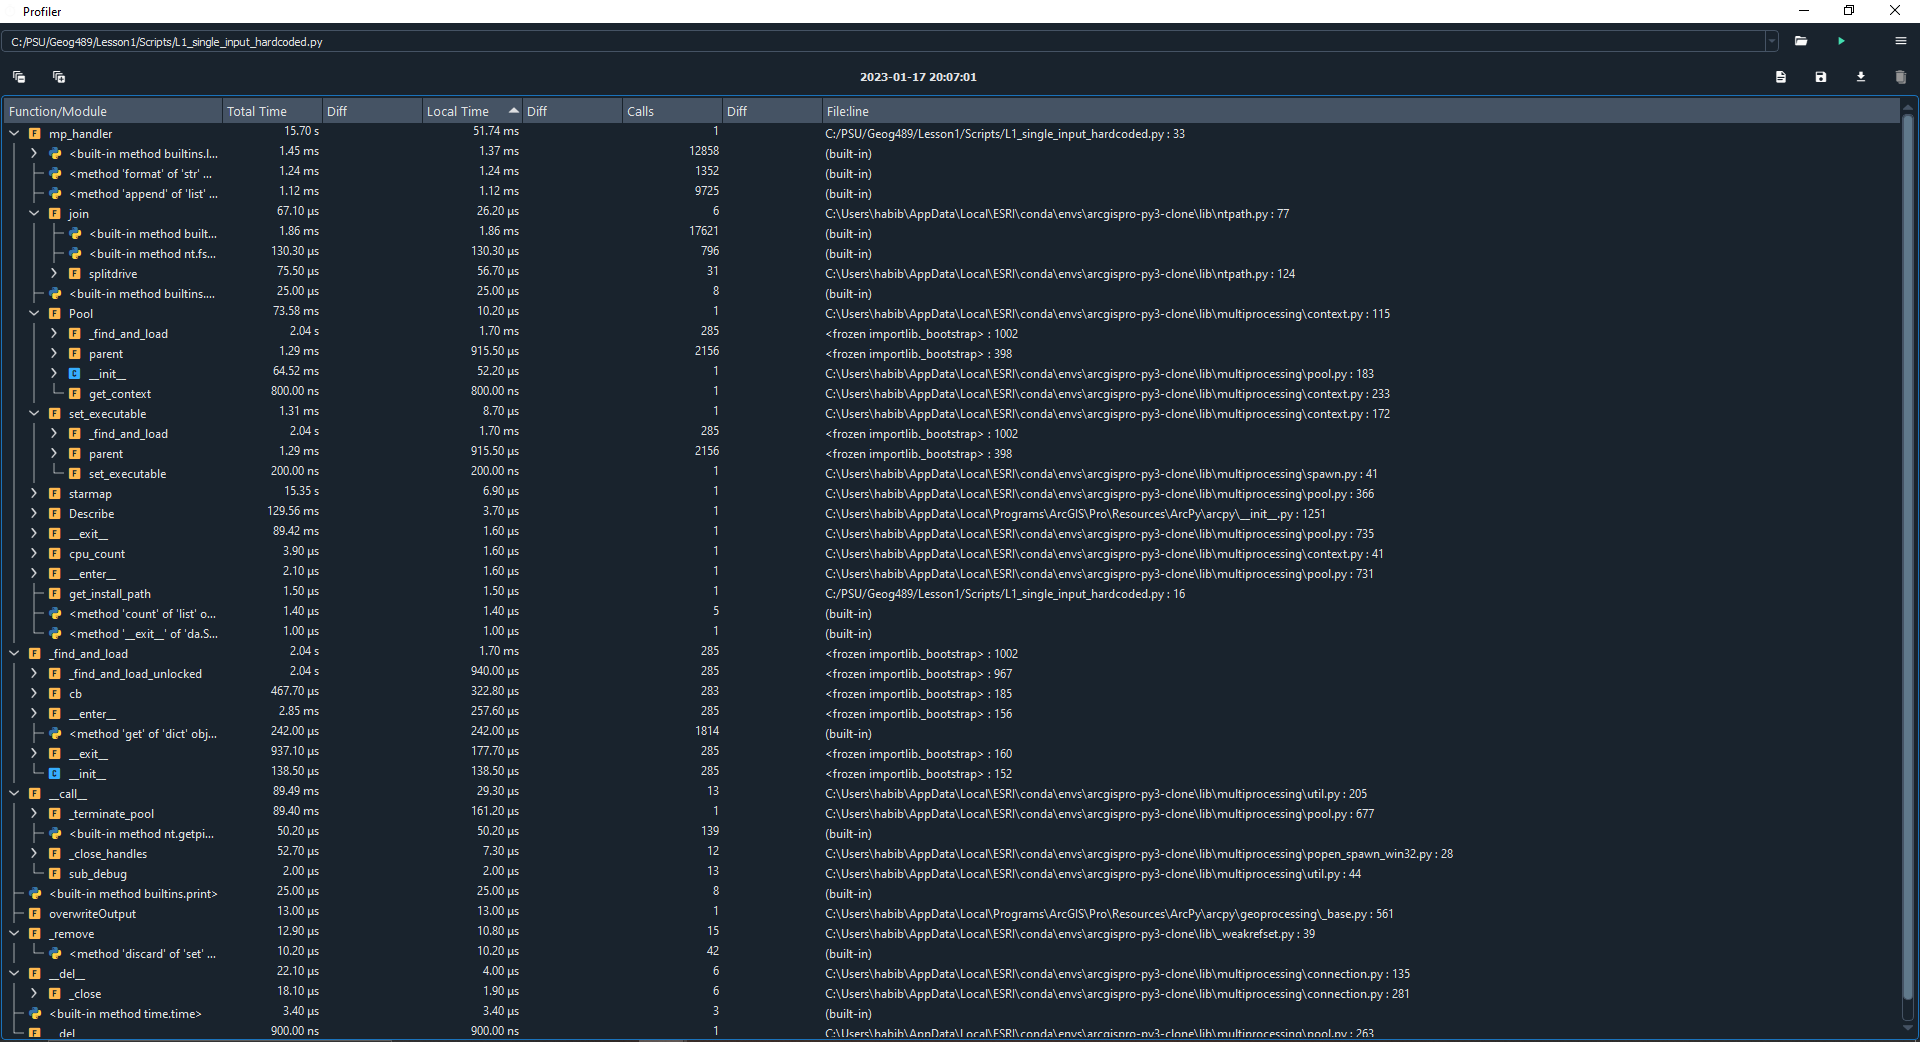 Profiler
C:/PSU/Geog489/Lesson1/Scripts/L1_single_input_hardcoded.py
2023-01-17 20:07:01
Function/Module Total Time Diff Local Time Diff Calls Diff File:line
mp_handler 15.70 s 51.74 ms 1 C:/PSU/Geog489/Lesson1/Scripts/L1_single_input_hardcoded.py : 33
<built-in method builtins.l... 1.45 ms 1.37 ms 12858 (built-in)
<method 'format' of 'str' ... 1.24 ms 1.24 ms 1352 (built-in)
<method 'append' of 'list' ... 1.12 ms 1.12 ms 9725 (built-in)
join 67.10 µs 26.20 µs 6 C:\Users\habib\AppData\Local\ESRI\conda\envs\arcgispro-py3-clone\lib\ntpath.py : 77
<built-in method built... 1.86 ms 1.86 ms 17621 (built-in)
<built-in method nt.fs... 130.30 µs 130.30 µs 796 (built-in)
splitdrive 75.50 µs 56.70 µs 31 C:\Users\habib\AppData\Local\ESRI\conda\envs\arcgispro-py3-clone\lib\ntpath.py : 124
<built-in method builtins.... 25.00 µs 25.00 µs 8 (built-in)
Pool 73.58 ms 10.20 µs 1 C:\Users\habib\AppData\Local\ESRI\conda\envs\arcgispro-py3-clone\lib\multiprocessing\context.py : 115
_find_and_load 2.04 s 1.70 ms 285 <frozen importlib._bootstrap> : 1002
parent 1.29 ms 915.50 µs 2156 <frozen importlib._bootstrap> : 398
__init__ 64.52 ms 52.20 µs 1 C:\Users\habib\AppData\Local\ESRI\conda\envs\arcgispro-py3-clone\lib\multiprocessing\pool.py : 183
get_context 800.00 ns 800.00 ns 1 C:\Users\habib\AppData\Local\ESRI\conda\envs\arcgispro-py3-clone\lib\multiprocessing\context.py : 233
set_executable 1.31 ms 8.70 µs 1 C:\Users\habib\AppData\Local\ESRI\conda\envs\arcgispro-py3-clone\lib\multiprocessing\context.py : 172
_find_and_load 2.04 s 1.70 ms 285 <frozen importlib._bootstrap> : 1002
parent 1.29 ms 915.50 µs 2156 <frozen importlib._bootstrap> : 398
set_executable 200.00 ns 200.00 ns 1 C:\Users\habib\AppData\Local\ESRI\conda\envs\arcgispro-py3-clone\lib\multiprocessing\spawn.py : 41
starmap 15.35 s 6.90 µs 1 C:\Users\habib\AppData\Local\ESRI\conda\envs\arcgispro-py3-clone\lib\multiprocessing\pool.py : 366
Describe 129.56 ms 3.70 µs 1 C:\Users\habib\AppData\Local\Programs\ArcGIS\Pro\Resources\ArcPy\arcpy\__init__.py : 1251
__exit__ 89.42 ms 1.60 µs 1 C:\Users\habib\AppData\Local\ESRI\conda\envs\arcgispro-py3-clone\lib\multiprocessing\pool.py : 735
cpu_count 3.90 µs 1.60 µs 1 C:\Users\habib\AppData\Local\ESRI\conda\envs\arcgispro-py3-clone\lib\multiprocessing\context.py : 41
__enter__ 2.10 µs 1.60 µs 1 C:\Users\habib\AppData\Local\ESRI\conda\envs\arcgispro-py3-clone\lib\multiprocessing\pool.py : 731
get_install_path 1.50 µs 1.50 µs 1 C:/PSU/Geog489/Lesson1/Scripts/L1_single_input_hardcoded.py : 16
<method 'count' of 'list' o... 1.40 µs 1.40 µs 5 (built-in)
<method '__exit__' of 'da.S... 1.00 µs 1.00 µs 1 (built-in)
_find_and_load 2.04 s 1.70 ms 285 <frozen importlib._bootstrap> : 1002
_find_and_load_unlocked 2.04 s 940.00 µs 285 <frozen importlib._bootstrap> : 967
cb 467.70 µs 322.80 µs 283 <frozen importlib._bootstrap> : 185
__enter__ 2.85 ms 257.60 µs 285 <frozen importlib._bootstrap> : 156
<method 'get' of 'dict' obj... 242.00 µs 242.00 µs 1814 (built-in)
__exit__ 937.10 µs 177.70 µs 285 <frozen importlib._bootstrap> : 160
__init__ 138.50 µs 138.50 µs 285 <frozen importlib._bootstrap> : 152
__call__ 89.49 ms 29.30 µs 13 C:\Users\habib\AppData\Local\ESRI\conda\envs\arcgispro-py3-clone\lib\multiprocessing\util.py : 205
_terminate_pool 89.40 ms 161.20 µs 1 C:\Users\habib\AppData\Local\ESRI\conda\envs\arcgispro-py3-clone\lib\multiprocessing\pool.py : 677
<built-in method nt.getpi... 50.20 µs 50.20 µs 139 (built-in)
_close_handles 52.70 µs 7.30 µs 12 C:\Users\habib\AppData\Local\ESRI\conda\envs\arcgispro-py3-clone\lib\multiprocessing\popen_spawn_win32.py : 28
sub_debug 2.00 µs 2.00 µs 13 C:\Users\habib\AppData\Local\ESRI\conda\envs\arcgispro-py3-clone\lib\multiprocessing\util.py : 44
<built-in method builtins.print> 25.00 µs 25.00 µs 8 (built-in)
overwriteOutput 13.00 µs 13.00 µs 1 C:\Users\habib\AppData\Local\Programs\ArcGIS\Pro\Resources\ArcPy\arcpy\geoprocessing\_base.py : 561
_remove 12.90 µs 10.80 µs 15 C:\Users\habib\AppData\Local\ESRI\conda\envs\arcgispro-py3-clone\lib\_weakrefset.py : 39
<method 'discard' of 'set' ... 10.20 µs 10.20 µs 42 (built-in)
__del__ 22.10 µs 4.00 µs 6 C:\Users\habib\AppData\Local\ESRI\conda\envs\arcgispro-py3-clone\lib\multiprocessing\connection.py : 135
_close 18.10 µs 1.90 µs 6 C:\Users\habib\AppData\Local\ESRI\conda\envs\arcgispro-py3-clone\lib\multiprocessing\connection.py : 281
<built-in method time.time> 3.40 µs 3.40 µs 3 (built-in)
__del__ 900.00 ns 900.00 ns 1 C:\Users\habib\AppData\Local\ESRI\conda\envs\arcgispro-py3-clone\lib\multiprocessing\pool.py : 263